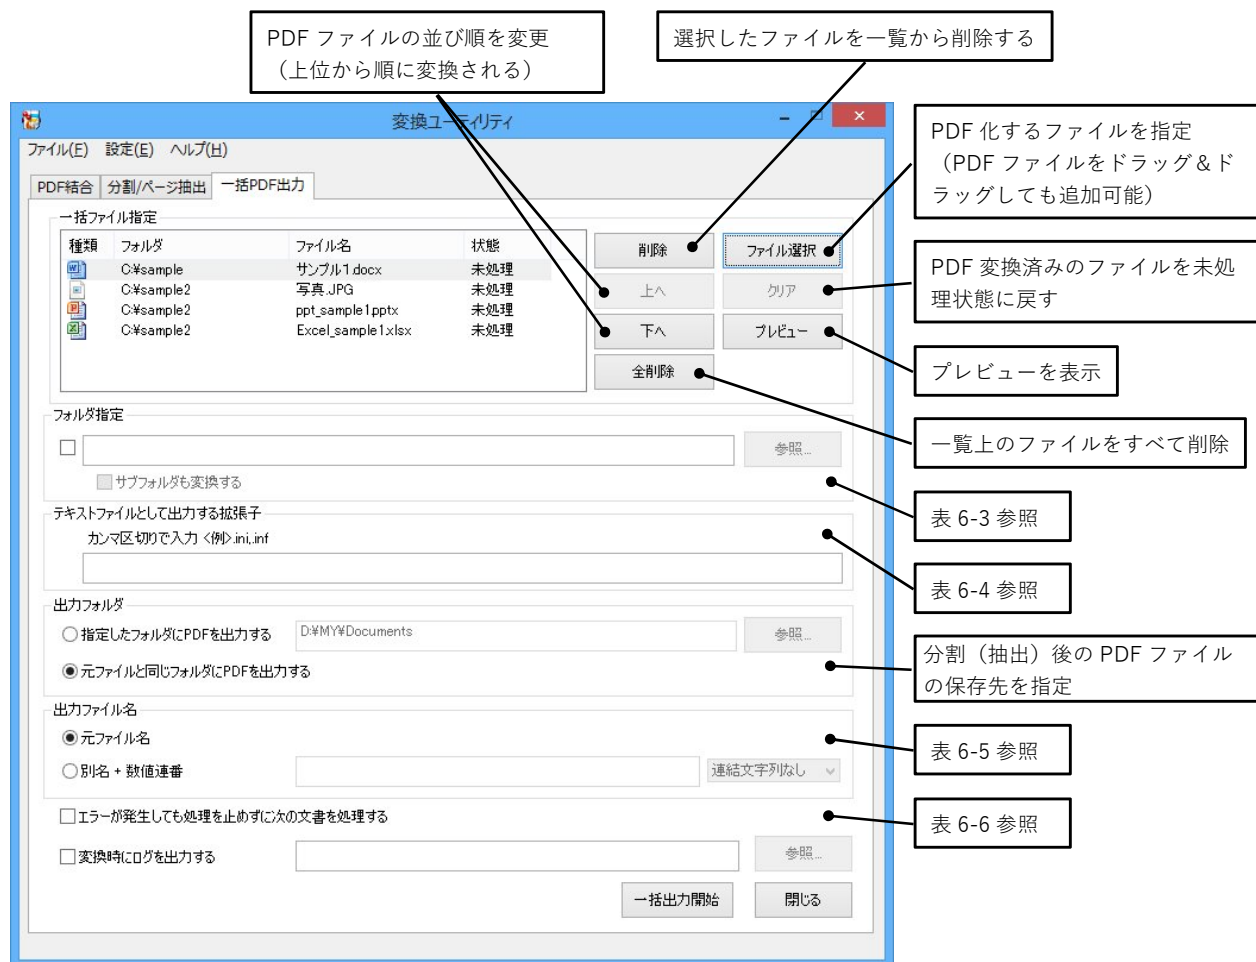 PDF ファイルの並び順を変更
（上位から順に変換される）
選択したファイルを一覧から削除する
変換ユーティリティ
ファイル(F) 設定(E) ヘルプ(H)
PDF結合 分割/ページ抽出 一括PDF出力
一括ファイル指定
種類 フォルダ ファイル名 状態
C:¥sample サンプル1.docx 未処理
C:¥sample2 写真.JPG 未処理
C:¥sample2 ppt_sample1.pptx 未処理
C:¥sample2 Excel_sample1.xlsx 未処理
削除 ファイル選択
上へ クリア
下へ プレビュー
全削除
PDF 化するファイルを指定
（PDF ファイルをドラッグ＆ド
ラッグしても追加可能）
PDF 変換済みのファイルを未処
理状態に戻す
プレビューを表示
一覧上のファイルをすべて削除
フォルダ指定
参照...
サブフォルダも変換する
表 6-3 参照
テキストファイルとして出力する拡張子
カンマ区切りで入力 <例>.ini,.inf
表 6-4 参照
出力フォルダ
指定したフォルダにPDFを出力する D:¥MY¥Documents 参照...
元ファイルと同じフォルダにPDFを出力する
分割（抽出）後の PDF ファイル
の保存先を指定
出力ファイル名
元ファイル名
別名 + 数値連番 連結文字列なし
表 6-5 参照
エラーが発生しても処理を止めずに次の文書を処理する
表 6-6 参照
変換時にログを出力する 参照...
一括出力開始 閉じる